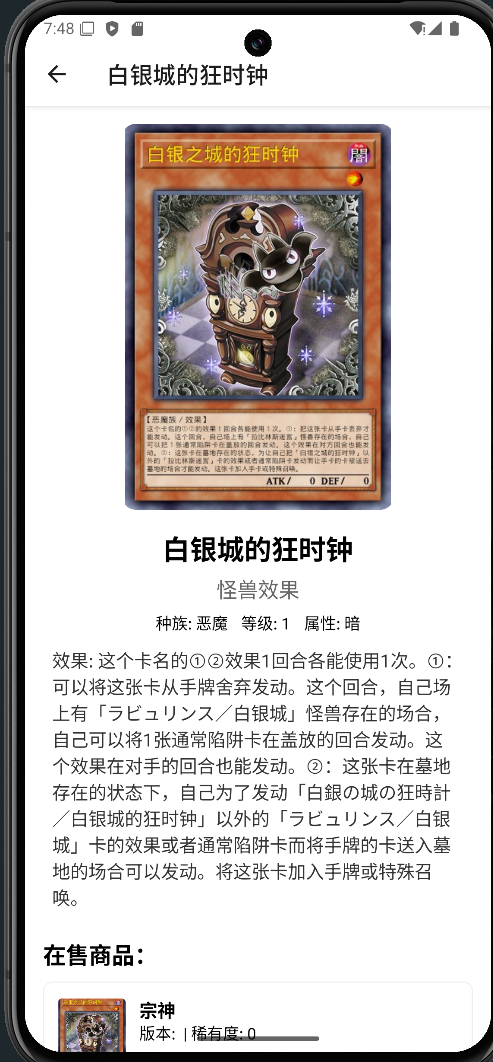 7:48
白银城的狂时钟
白银之城的狂时钟
闇
【恶魔族／效果】
ATK/ 0 DEF/ 0
白银城的狂时钟
怪兽效果
种族: 恶魔 等级: 1 属性: 暗
效果: 这个卡名的①②效果1回合各能使用1次。①：
可以将这张卡从手牌舍弃发动。这个回合，自己场
上有「ラビュリンス／白银城」怪兽存在的场合，
自己可以将1张通常陷阱卡在盖放的回合发动。这
个效果在对手的回合也能发动。②：这张卡在墓地
存在的状态下，自己为了发动「白銀の城の狂時計
／白银城的狂时钟」以外的「ラビュリンス／白银
城」卡的效果或者通常陷阱卡而将手牌的卡送入墓
地的场合可以发动。将这张卡加入手牌或特殊召
唤。
在售商品：
宗神
版本: | 稀有度: 0